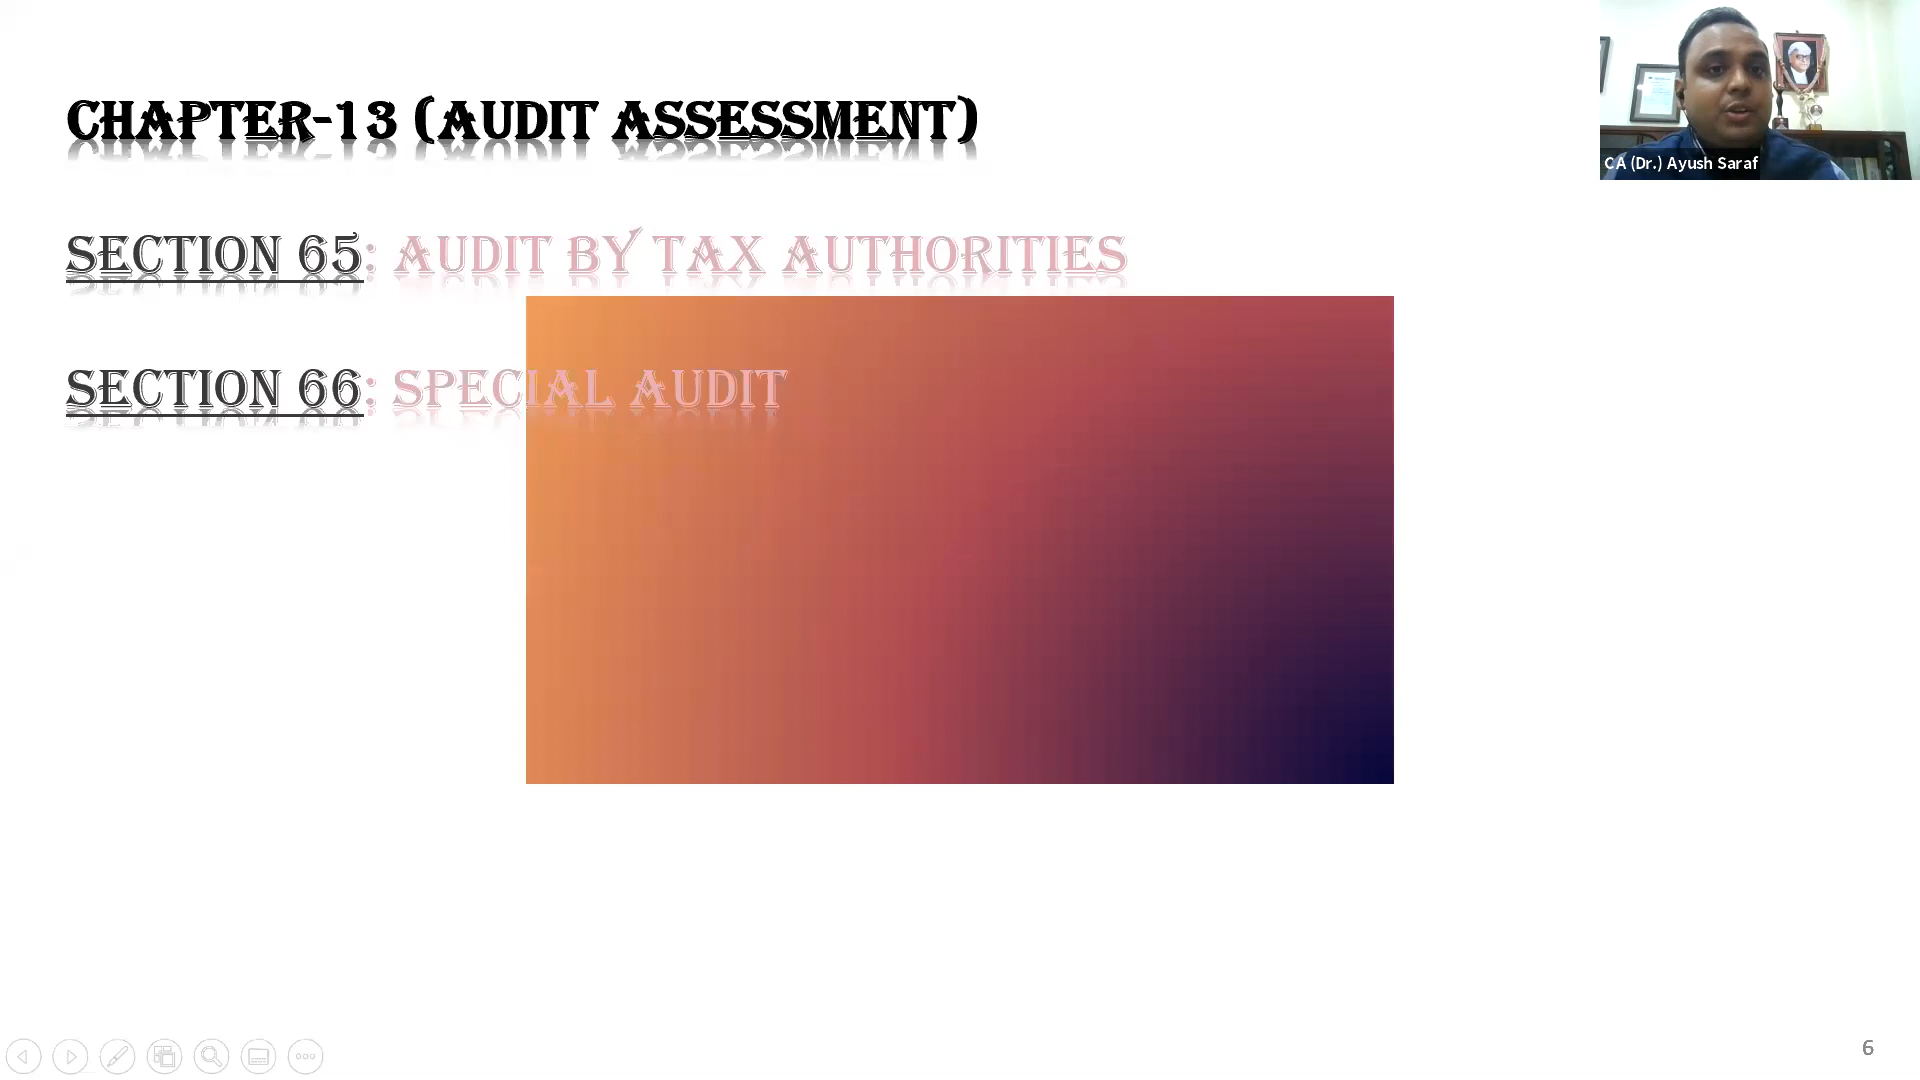 CHAPTER-13 (AUDIT ASSESSMENT)
SECTION 65: AUDIT BY TAX AUTHORITIES
SECTION 66: SPECIAL AUDIT
CA (Dr.) Ayush Saraf
6